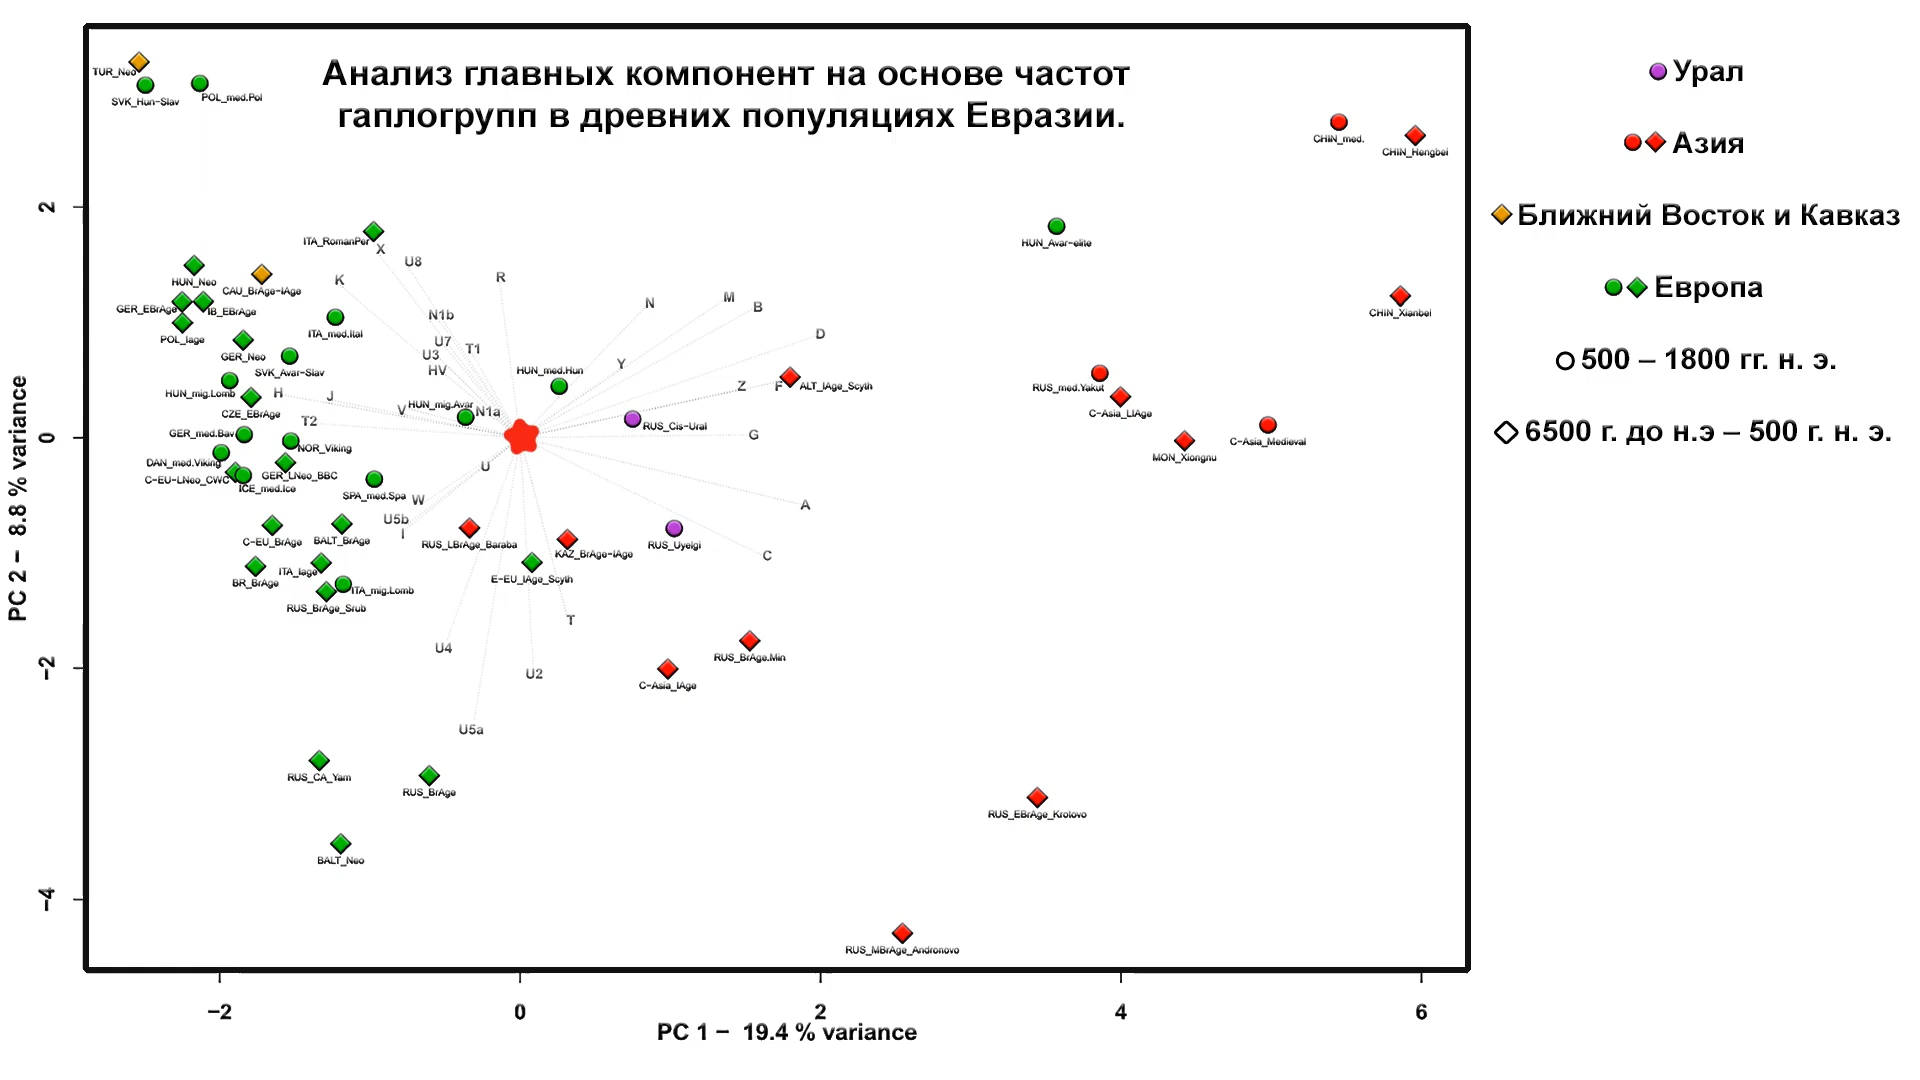 Анализ главных компонент на основе частот
гаплогрупп в древних популяциях Евразии.
TUR_Neo
SVK_Hun-Slav
POL_med.Pol
CHIN_med.
CHIN_Hengbei
ITA_RomanPer
X
U8
K
R
HUN_Avar-elite
HUN_Neo
CAU_BrAge-IAge
GER_EBrAge
IB_EBrAge
N1b
N
M
B
CHIN_Xianbei
POL_Iage
ITA_med.Ital
D
GER_Neo
U7
U3
T1
HV
Y
SVK_Avar-Slav
HUN_med.Hun
HUN_mig.Lomb
H
J
Z
F
ALT_IAge_Scyth
RUS_med.Yakut
C-Asia_LIAge
CZE_EBrAge
V
HUN_mig.Avar
N1a
T2
RUS_Cis-Ural
G
GER_med.Bav
NOR_Viking
C-Asia_Medieval
MON_Xiongnu
DAN_med.Viking
C-EU-LNeo_CWC
GER_LNeo_BBC
ICE_med.Ice
U
SPA_med.Spa
W
A
U5b
I
C-EU_BrAge
BALT_BrAge
RUS_LBrAge_Baraba
KAZ_BrAge-IAge
RUS_Uyelgi
C
BR_BrAge
ITA_Iage
E-EU_IAge_Scyth
ITA_mig.Lomb
RUS_BrAge_Srub
T
U4
U2
RUS_BrAge.Min
C-Asia_IAge
U5a
RUS_CA_Yam
RUS_BrAge
RUS_EBrAge_Krotovo
BALT_Neo
RUS_MBrAge_Andronovo
2
0
−2
−4
PC 2 − 8.8 % variance
−2
0
2
4
6
PC 1 − 19.4 % variance
Урал
Азия
Ближний Восток и Кавказ
Европа
500 – 1800 гг. н. э.
6500 г. до н.э – 500 г. н. э.